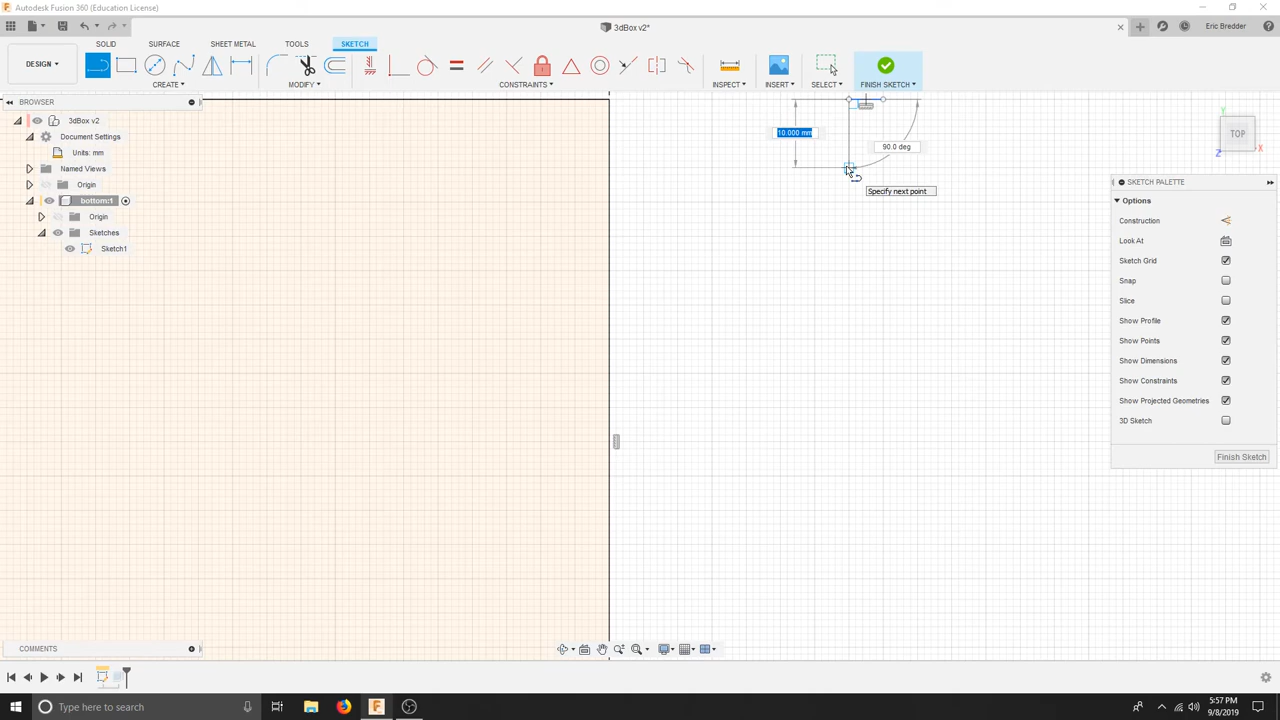 Autodesk Fusion 360 (Education License)
3dBox v2*
Eric Bredder
DESIGN
SOLID
SURFACE
SHEET METAL
TOOLS
SKETCH
CREATE
MODIFY
CONSTRAINTS
INSPECT
INSERT
SELECT
FINISH SKETCH
BROWSER
3dBox v2
Document Settings
Units: mm
Named Views
Origin
bottom:1
Origin
Sketches
Sketch1
10.000 mm
90.0 deg
Specify next point
Y
TOP
X
Z
SKETCH PALETTE
Options
Construction
Look At
Sketch Grid
Snap
Slice
Show Profile
Show Points
Show Dimensions
Show Constraints
Show Projected Geometries
3D Sketch
Finish Sketch
COMMENTS
Type here to search
5:57 PM
9/8/2019